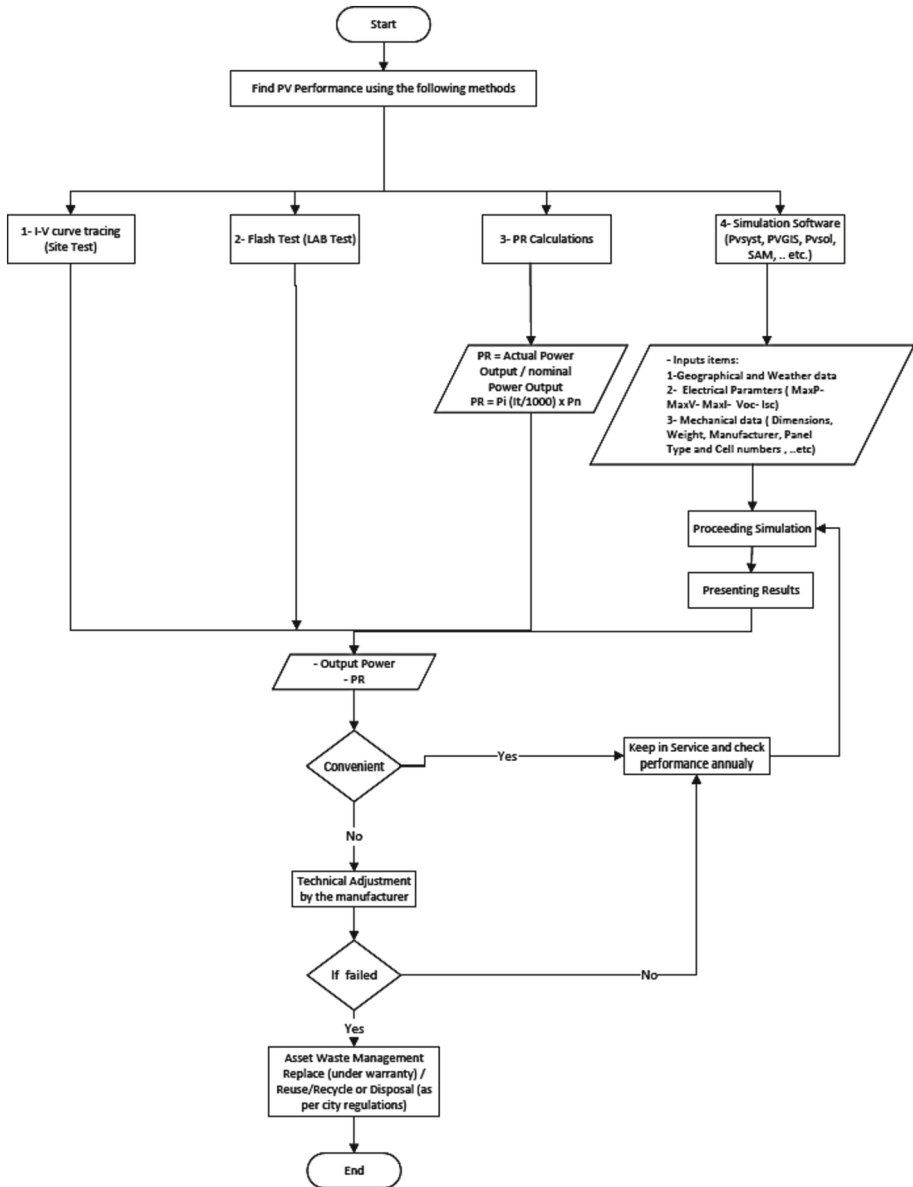 Start
Find PV Performance using the following methods
1- I-V curve tracing
(Site Test)
2- Flash Test (LAB Test)
3- PR Calculations
4- Simulation Software
(Pvsyst, PVGIS, Pvsol,
SAM, .. etc.)
PR = Actual Power
Output / nominal
Power Output
PR = Pi (It/1000) x Pn
- Inputs items:
1-Geographical and Weather data
2- Electrical Paramters ( MaxP-
MaxV- MaxI- Voc- Isc)
3- Mechanical data ( Dimensions,
Weight, Manufacturer, Panel
Type and Cell numbers , ..etc)
Proceeding Simulation
Presenting Results
- Output Power
- PR
Convenient
Yes
Keep in Service and check
performance annualy
No
Technical Adjustment
by the manufacturer
If failed
No
Yes
Asset Waste Management
Replace (under warranty) /
Reuse/Recycle or Disposal (as
per city regulations)
End